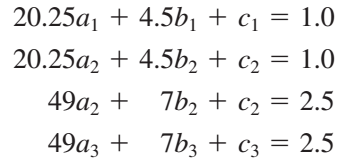 20.25a₁ + 4.5b₁ + c₁ = 1.0
20.25a₂ + 4.5b₂ + c₂ = 1.0
49a₂ + 7b₂ + c₂ = 2.5
49a₃ + 7b₃ + c₃ = 2.5